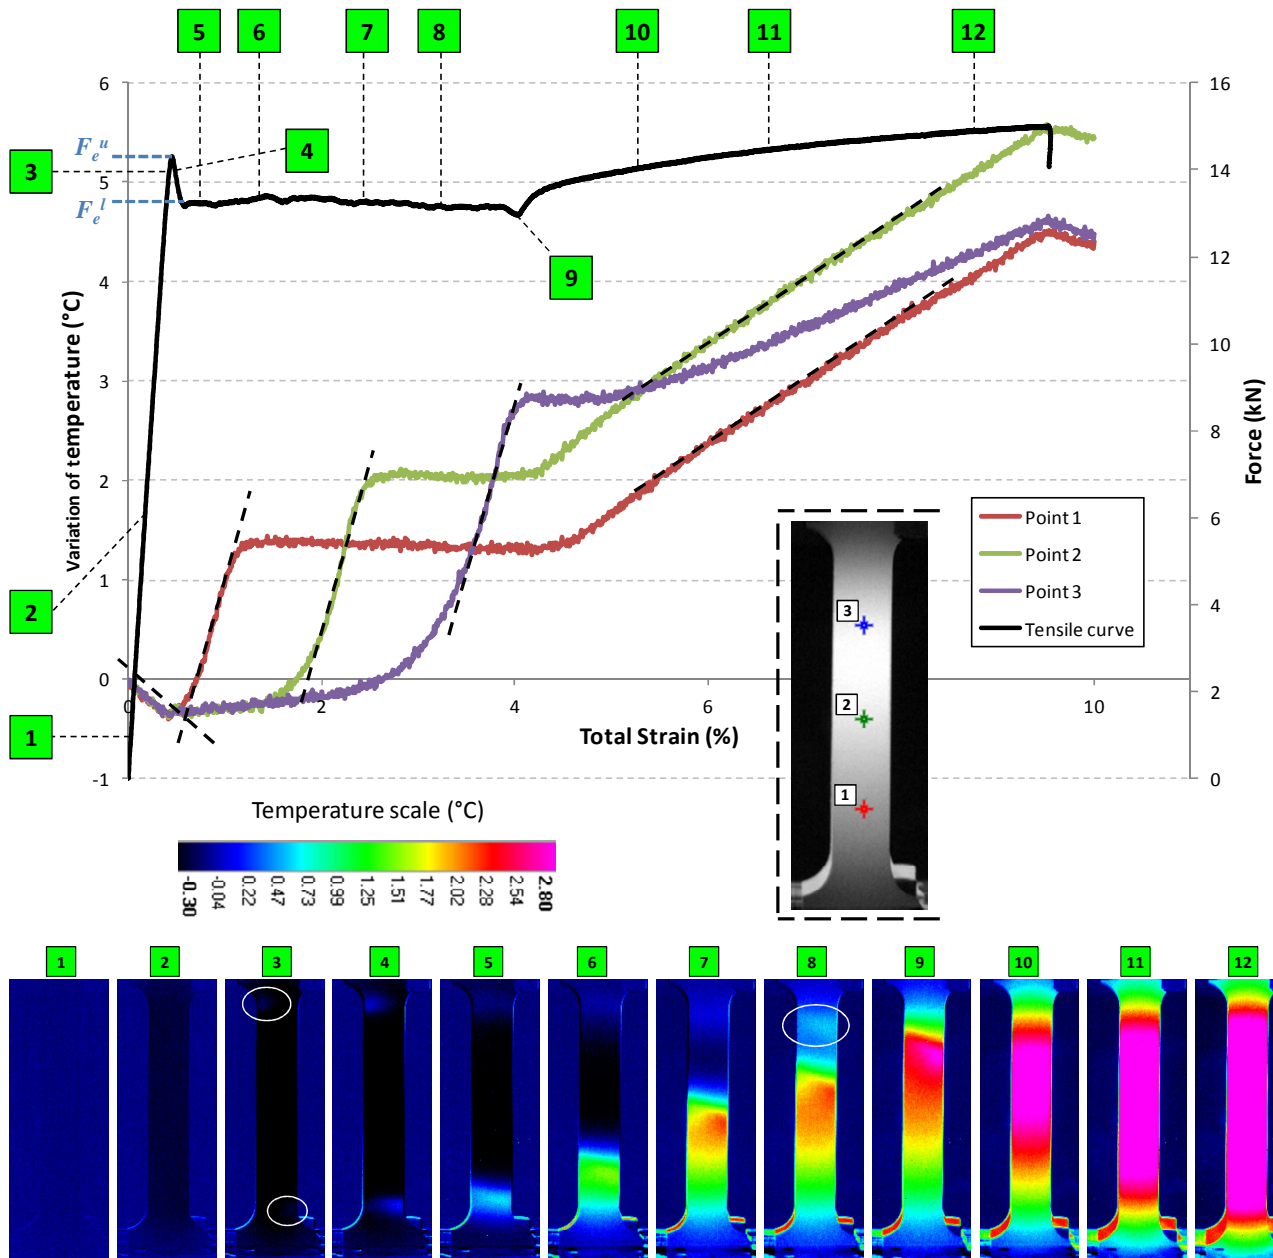 5 6 7 8 10 11 12
6 16
F_e^u
4
3
14
5
F_e^l
9
12
4
Variation of temperature (°C)
10
Force (kN)
3
8
2
Point 1
6
Point 2
1
3
Point 3
2
4
Tensile curve
0
2
0 2 4 6 10
2
1
Total Strain (%)
-1 0
1
Temperature scale (°C)
-0.30 -0.04 0.22 0.47 0.73 0.99 1.25 1.51 1.77 2.02 2.28 2.54 2.80
1 2 3 4 5 6 7 8 9 10 11 12